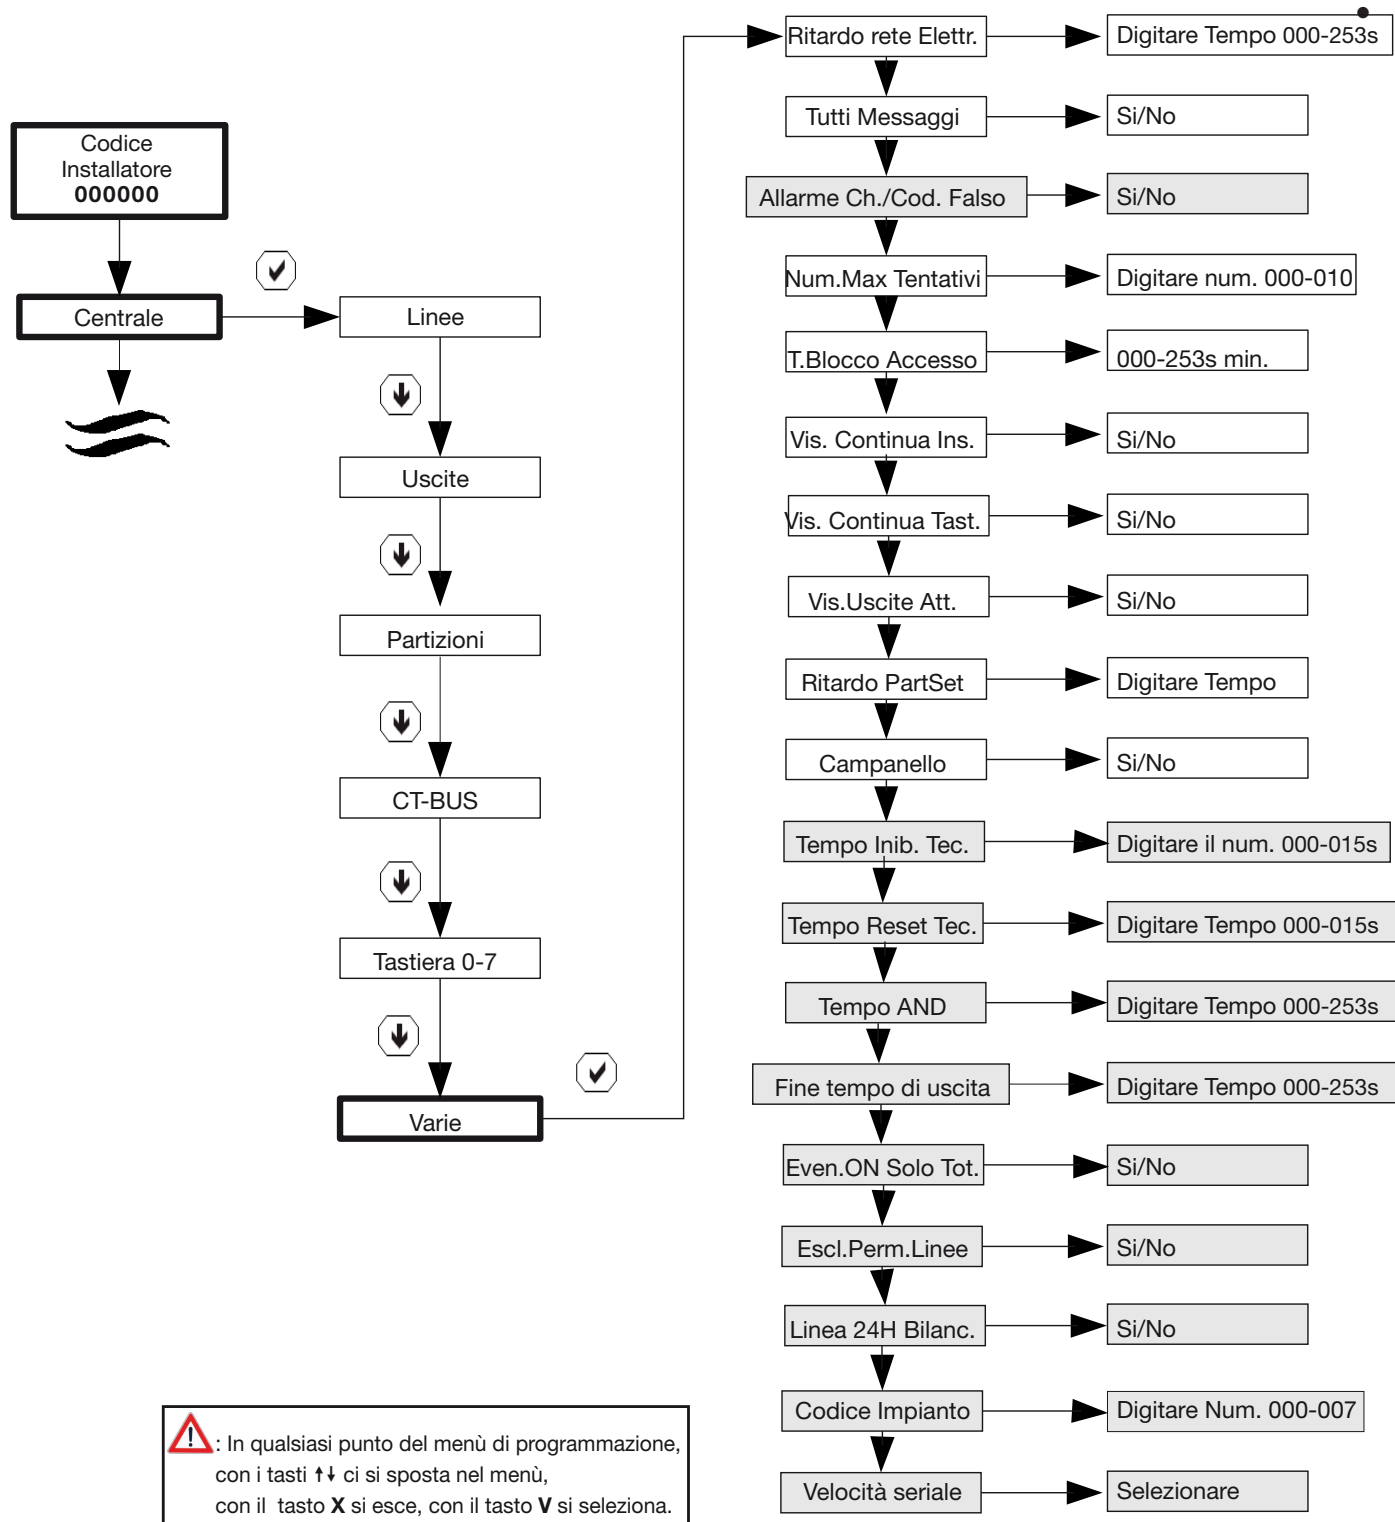 Codice
Installatore
000000
Centrale
Linee
Uscite
Partizioni
CT-BUS
Tastiera 0-7
Varie
Ritardo rete Elettr.
Digitare Tempo 000-253s
Tutti Messaggi
Si/No
Allarme Ch./Cod. Falso
Si/No
Num.Max Tentativi
Digitare num. 000-010
T.Blocco Accesso
000-253s min.
Vis. Continua Ins.
Si/No
Vis. Continua Tast.
Si/No
Vis.Uscite Att.
Si/No
Ritardo PartSet
Digitare Tempo
Campanello
Si/No
Tempo Inib. Tec.
Digitare il num. 000-015s
Tempo Reset Tec.
Digitare Tempo 000-015s
Tempo AND
Digitare Tempo 000-253s
Fine tempo di uscita
Digitare Tempo 000-253s
Even.ON Solo Tot.
Si/No
Escl.Perm.Linee
Si/No
Linea 24H Bilanc.
Si/No
Codice Impianto
Digitare Num. 000-007
Velocità seriale
Selezionare
: In qualsiasi punto del menù di programmazione,
con i tasti ↑↓ ci si sposta nel menù,
con il tasto X si esce, con il tasto V si seleziona.